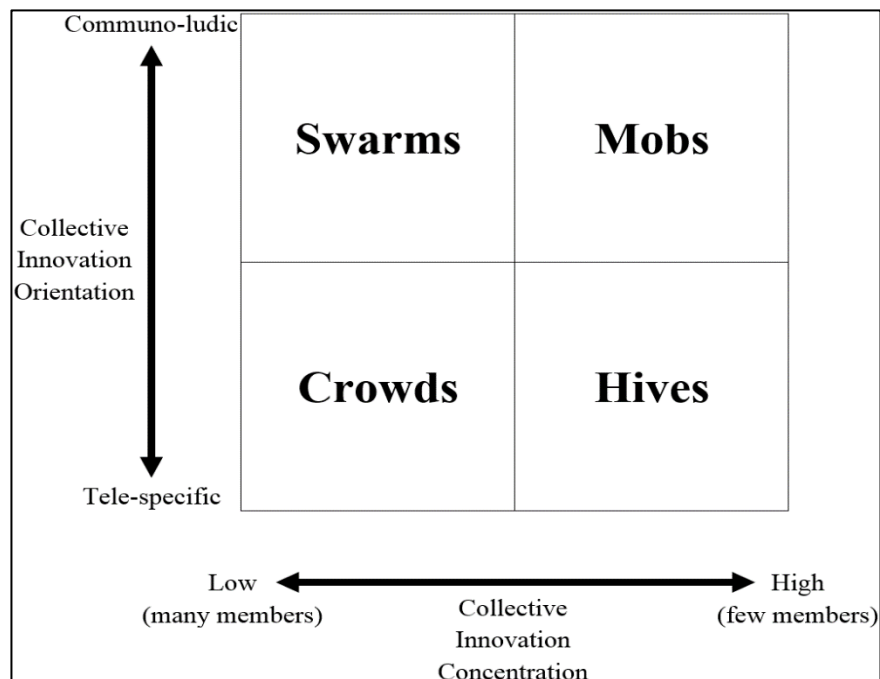 Communo-ludic
Swarms
Mobs
Collective
Innovation
Orientation
Crowds
Hives
Tele-specific
Low
(many members)
High
(few members)
Collective
Innovation
Concentration